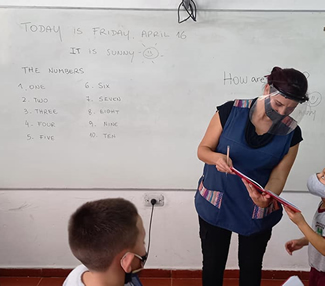 TODAY IS FRIDAY, APRIL 16
IT IS SUNNY
THE NUMBERS
1. ONE 6. SIX
2. TWO 7. SEVEN
3. THREE 8. EIGHT
4. FOUR 9. NINE
5. FIVE 10. TEN
How are